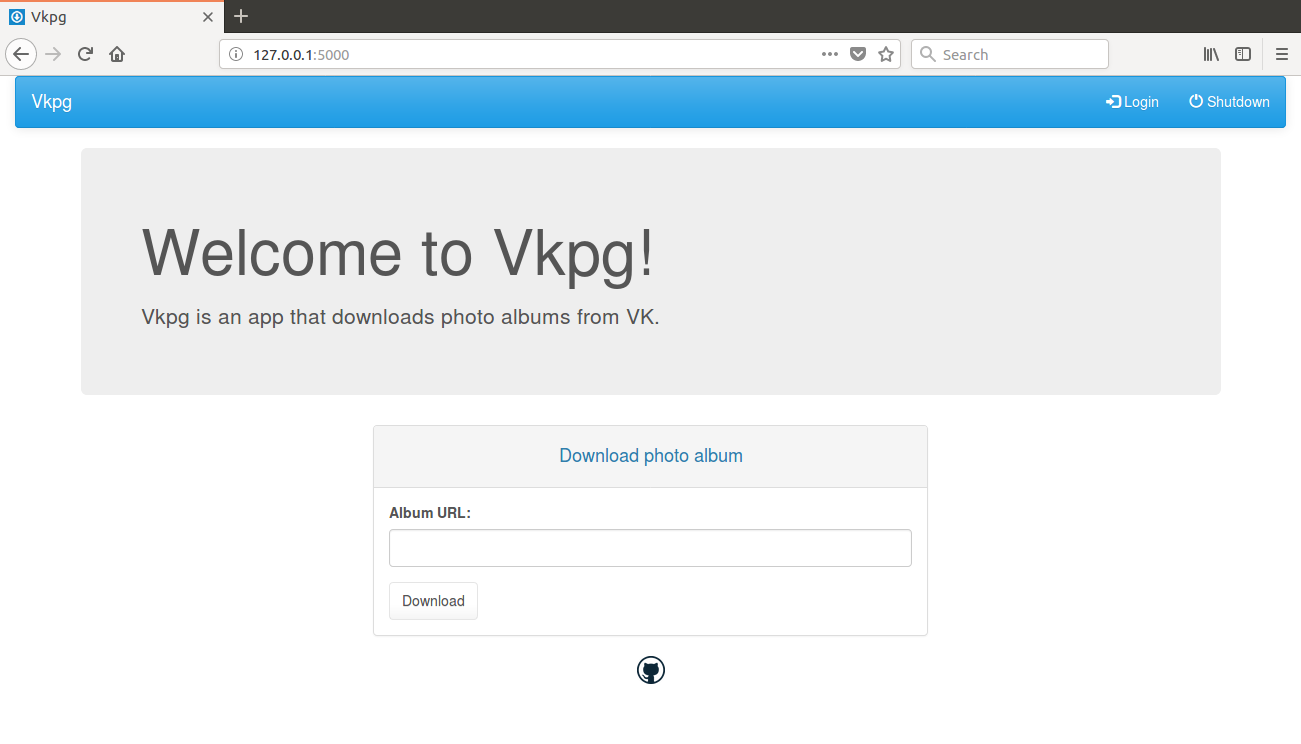 Vkpg
127.0.0.1:5000
Search
Vkpg
Login
Shutdown
Welcome to Vkpg!
Vkpg is an app that downloads photo albums from VK.
Download photo album
Album URL:
Download